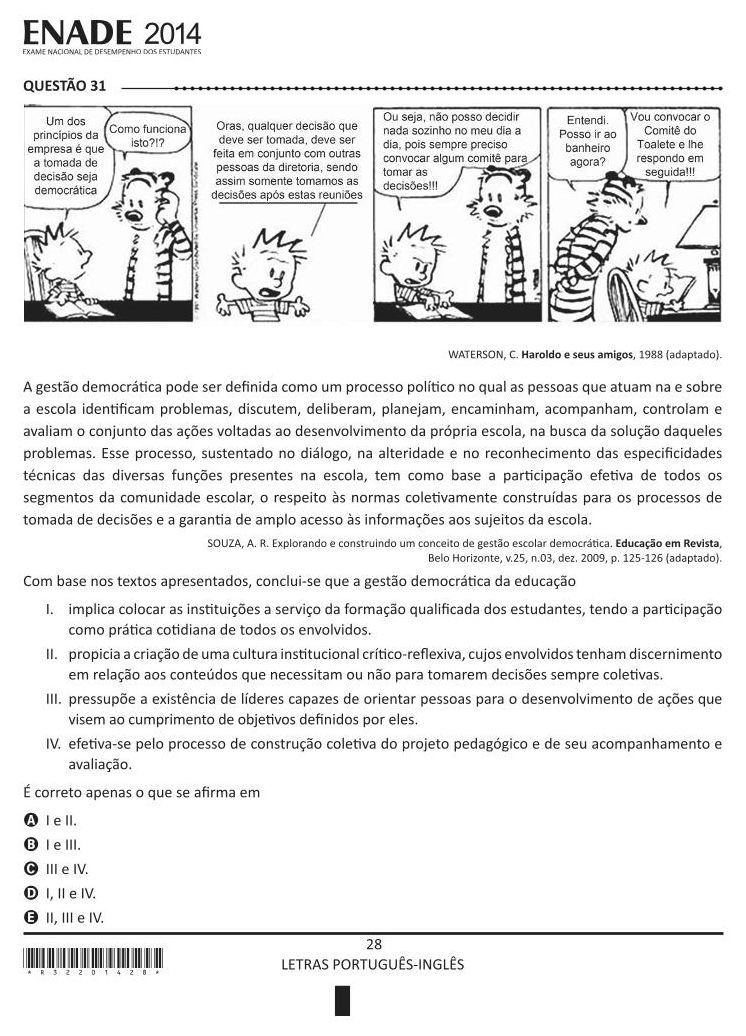 ENADE 2014
EXAME NACIONAL DE DESEMPENHO DOS ESTUDANTES
QUESTÃO 31
Um dos
princípios da
empresa é que
a tomada de
decisão seja
democrática
Como funciona
isto?!?
Oras, qualquer decisão que
deve ser tomada, deve ser
feita em conjunto com outras
pessoas da diretoria, sendo
assim somente tomamos as
decisões após estas reuniões
Ou seja, não posso decidir
nada sozinho no meu dia a
dia, pois sempre preciso
convocar algum comitê para
tomar as
decisões!!!
Entendi.
Posso ir ao
banheiro
agora?
Vou convocar o
Comitê do
Toalete e lhe
respondo em
seguida!!!
WATERSON, C. Haroldo e seus amigos, 1988 (adaptado).
A gestão democrática pode ser definida como um processo político no qual as pessoas que atuam na e sobre
a escola identificam problemas, discutem, deliberam, planejam, encaminham, acompanham, controlam e
avaliam o conjunto das ações voltadas ao desenvolvimento da própria escola, na busca da solução daqueles
problemas. Esse processo, sustentado no diálogo, na alteridade e no reconhecimento das especificidades
técnicas das diversas funções presentes na escola, tem como base a participação efetiva de todos os
segmentos da comunidade escolar, o respeito às normas coletivamente construídas para os processos de
tomada de decisões e a garantia de amplo acesso às informações aos sujeitos da escola.
SOUZA, A. R. Explorando e construindo um conceito de gestão escolar democrática. Educação em Revista,
Belo Horizonte, v.25, n.03, dez. 2009, p. 125-126 (adaptado).
Com base nos textos apresentados, conclui-se que a gestão democrática da educação
I. implica colocar as instituições a serviço da formação qualificada dos estudantes, tendo a participação
como prática cotidiana de todos os envolvidos.
II. propicia a criação de uma cultura institucional crítico-reflexiva, cujos envolvidos tenham discernimento
em relação aos conteúdos que necessitam ou não para tomarem decisões sempre coletivas.
III. pressupõe a existência de líderes capazes de orientar pessoas para o desenvolvimento de ações que
visem ao cumprimento de objetivos definidos por eles.
IV. efetiva-se pelo processo de construção coletiva do projeto pedagógico e de seu acompanhamento e
avaliação.
É correto apenas o que se afirma em
A I e II.
B I e III.
C III e IV.
D I, II e IV.
E II, III e IV.
28
LETRAS PORTUGUÊS-INGLÊS
* R 3 2 2 0 1 4 2 8 *